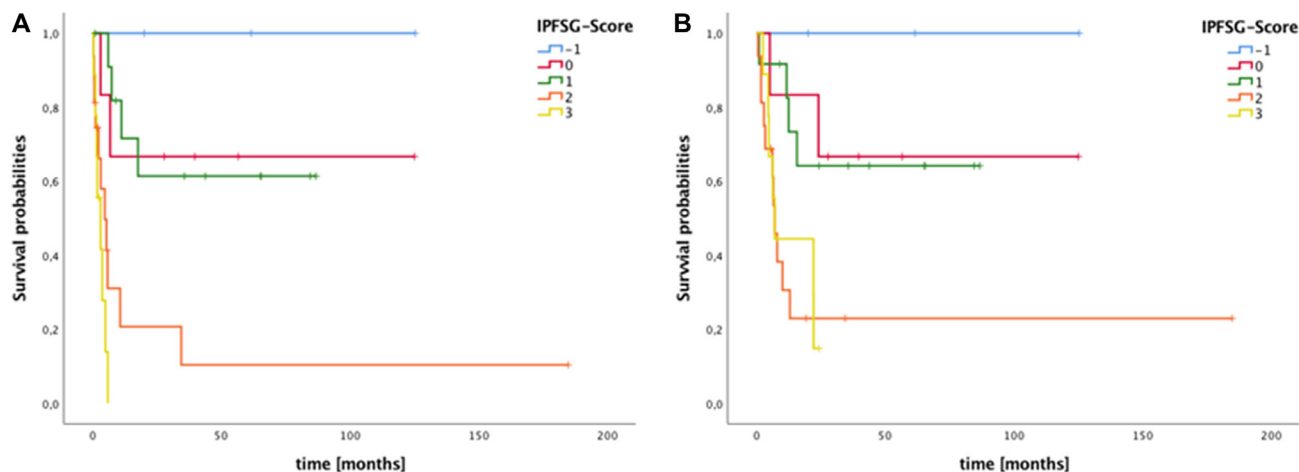 A
IPFSG-Score
-1
0
1
2
3
Survival probabilities
1,0
0,8
0,6
0,4
0,2
0,0
0 50 100 150 200
time [months]
B
IPFSG-Score
-1
0
1
2
3
Survvial probabilities
1,0
0,8
0,6
0,4
0,2
0,0
0 50 100 150 200
time [months]